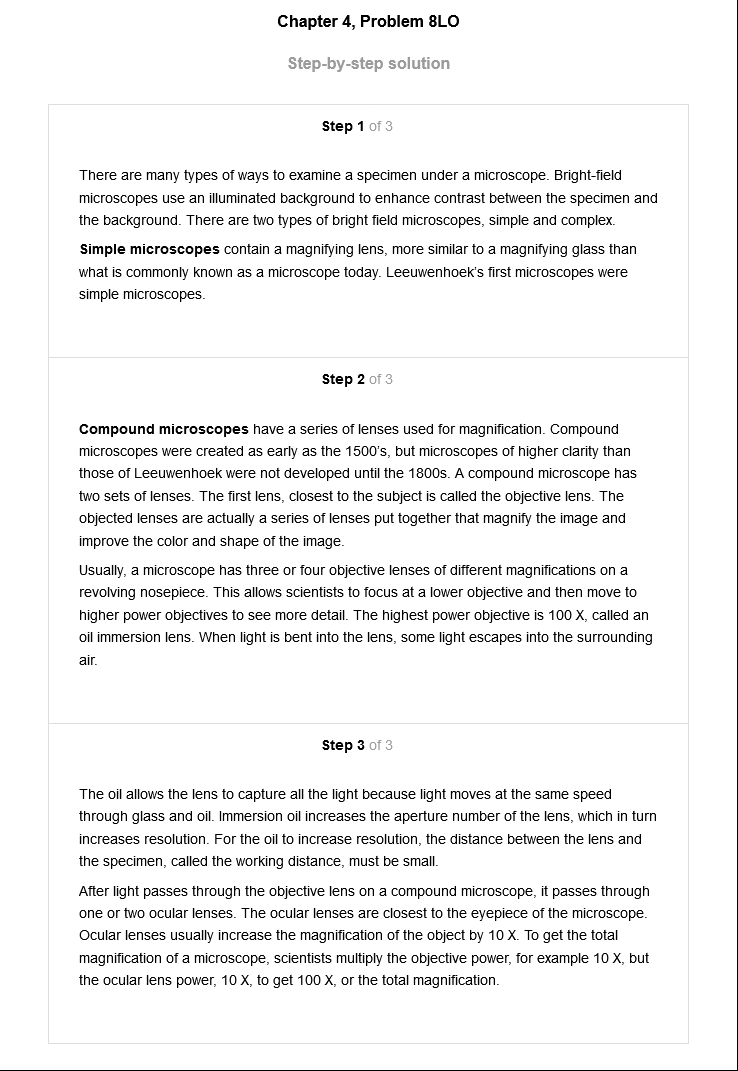 Chapter 4, Problem 8LO
Step-by-step solution
Step 1 of 3
There are many types of ways to examine a specimen under a microscope. Bright-field
microscopes use an illuminated background to enhance contrast between the specimen and
the background. There are two types of bright field microscopes, simple and complex.
Simple microscopes contain a magnifying lens, more similar to a magnifying glass than
what is commonly known as a microscope today. Leeuwenhoek's first microscopes were
simple microscopes.
Step 2 of 3
Compound microscopes have a series of lenses used for magnification. Compound
microscopes were created as early as the 1500's, but microscopes of higher clarity than
those of Leeuwenhoek were not developed until the 1800s. A compound microscope has
two sets of lenses. The first lens, closest to the subject is called the objective lens. The
objected lenses are actually a series of lenses put together that magnify the image and
improve the color and shape of the image.
Usually, a microscope has three or four objective lenses of different magnifications on a
revolving nosepiece. This allows scientists to focus at a lower objective and then move to
higher power objectives to see more detail. The highest power objective is 100 X, called an
oil immersion lens. When light is bent into the lens, some light escapes into the surrounding
air.
Step 3 of 3
The oil allows the lens to capture all the light because light moves at the same speed
through glass and oil. Immersion oil increases the aperture number of the lens, which in turn
increases resolution. For the oil to increase resolution, the distance between the lens and
the specimen, called the working distance, must be small.
After light passes through the objective lens on a compound microscope, it passes through
one or two ocular lenses. The ocular lenses are closest to the eyepiece of the microscope.
Ocular lenses usually increase the magnification of the object by 10 X. To get the total
magnification of a microscope, scientists multiply the objective power, for example 10 X, but
the ocular lens power, 10 X, to get 100 X, or the total magnification.